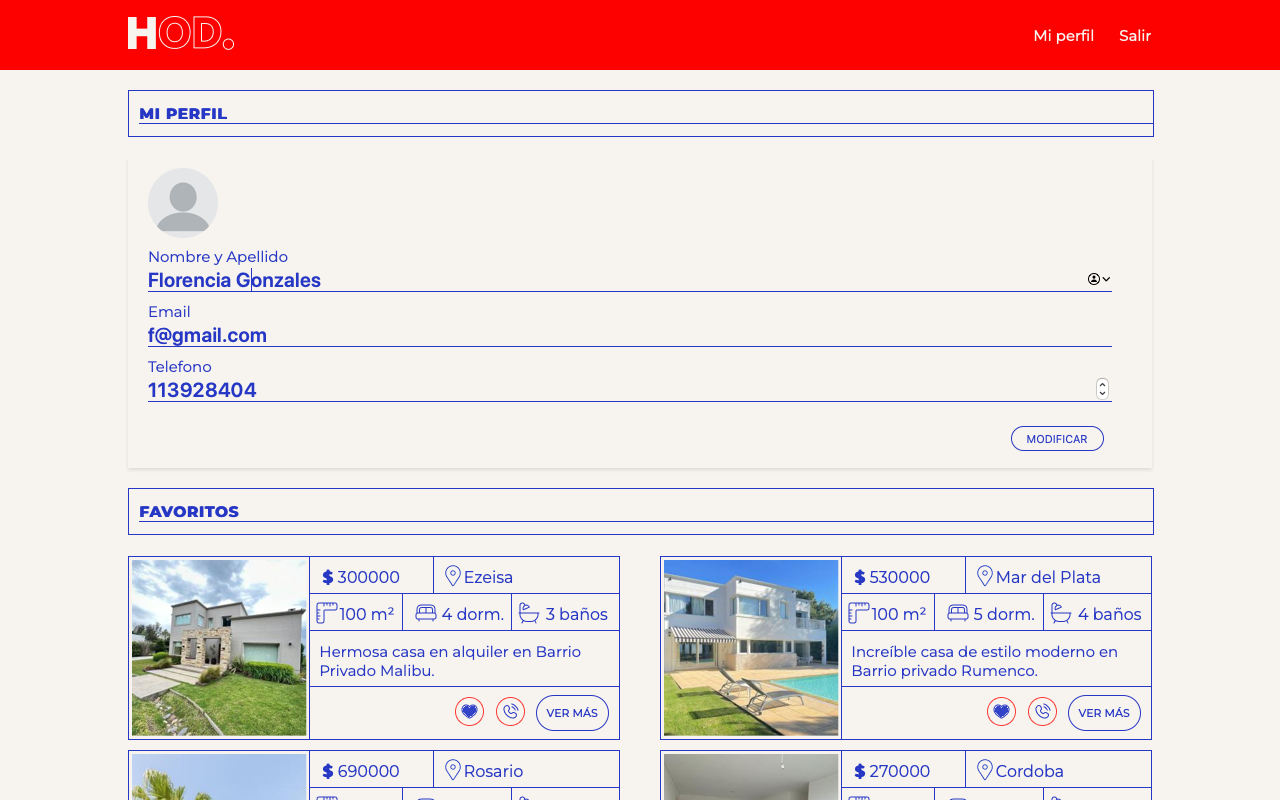 HOD.
Mi perfil Salir
MI PERFIL
Nombre y Apellido
Florencia Gonzales
Email
f@gmail.com
Telefono
113928404
MODIFICAR
FAVORITOS
$ 300000 Ezeisa
100 m² 4 dorm. 3 baños
Hermosa casa en alquiler en Barrio
Privado Malibu.
VER MÁS
$ 530000 Mar del Plata
100 m² 5 dorm. 4 baños
Increíble casa de estilo moderno en
Barrio privado Rumenco.
VER MÁS
$ 690000 Rosario
$ 270000 Cordoba